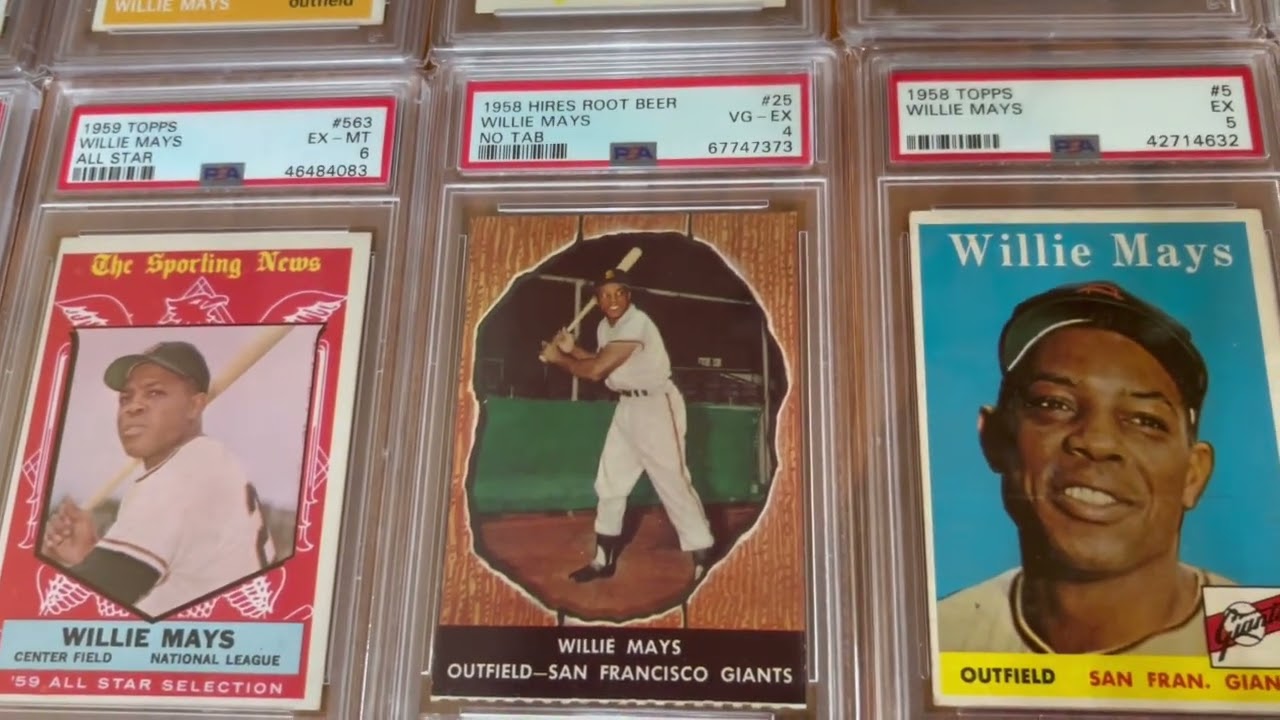 WILLIE MAYS
outfield
1959 TOPPS #563
WILLIE MAYS EX-MT
ALL STAR 6
PSA 46484083
The Sporting News
WILLIE MAYS
CENTER FIELD NATIONAL LEAGUE
'59 ALL STAR SELECTION
1958 HIRES ROOT BEER #25
WILLIE MAYS VG-EX
NO TAB 4
PSA 67747373
WILLIE MAYS
OUTFIELD—SAN FRANCISCO GIANTS
1958 TOPPS #5
WILLIE MAYS EX
5
PSA 42714632
Willie Mays
Giants
OUTFIELD SAN FRAN. GIAN